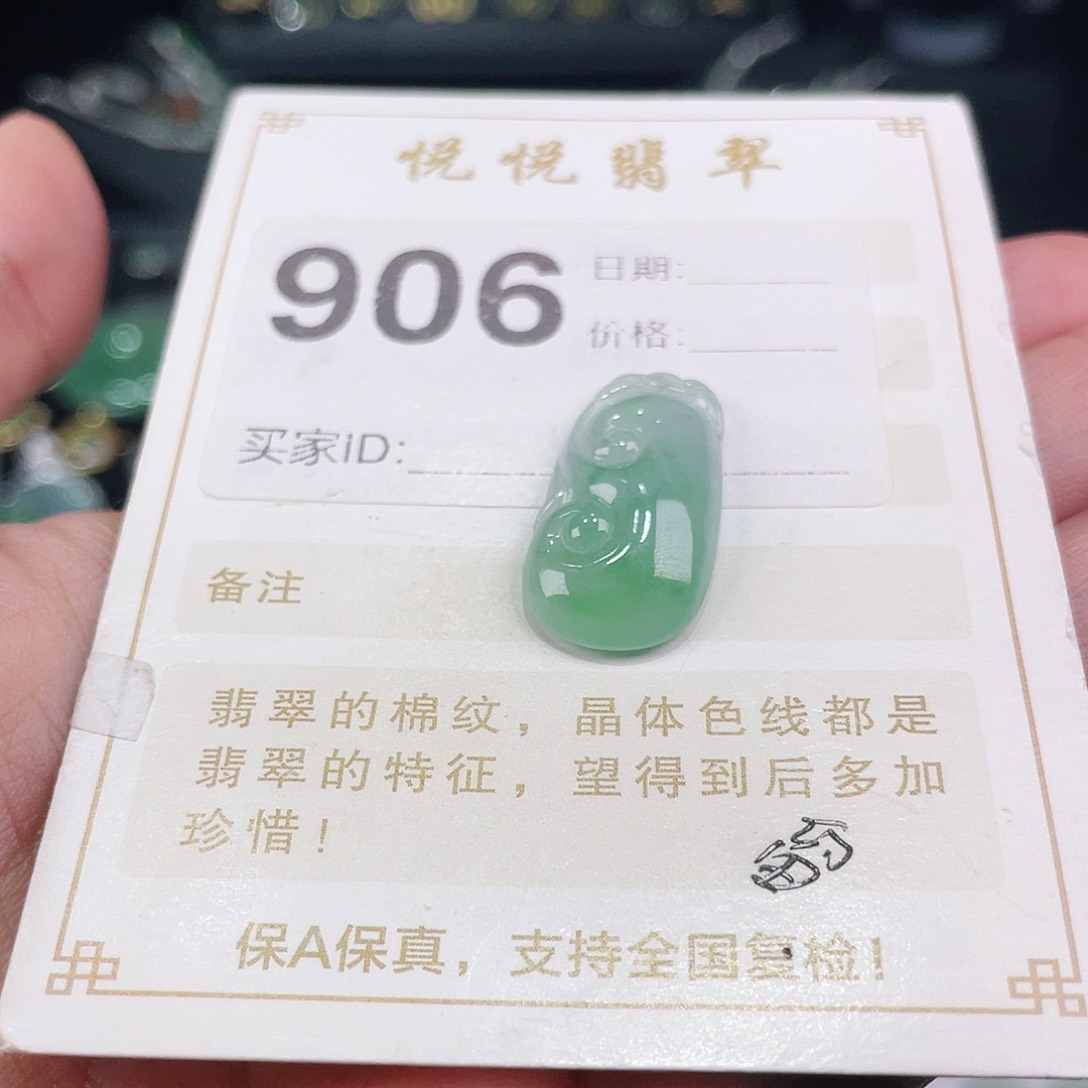 悦悦翡翠
906
日期:
价格:
买家ID:
备注
翡翠的棉纹，晶体色线都是
翡翠的特征，望得到后多加
珍惜！
保A保真，支持全国复检！